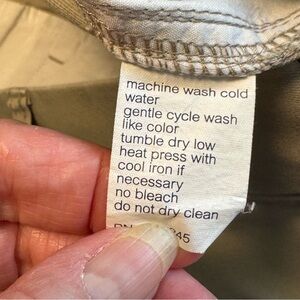 machine wash cold
water
gentle cycle wash
like color
tumble dry low
heat press with
cool iron if
necessary
no bleach
do not dry clean